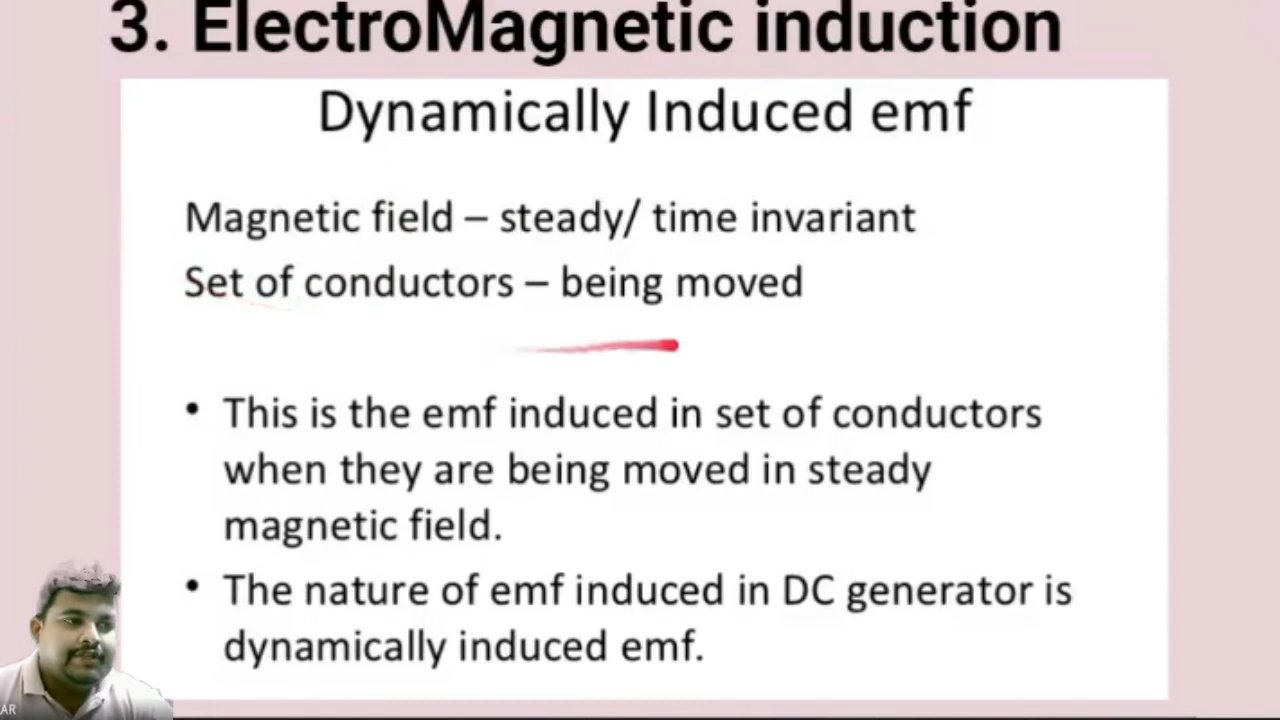 3. ElectroMagnetic induction
Dynamically Induced emf
Magnetic field – steady/ time invariant
Set of conductors – being moved
• This is the emf induced in set of conductors
when they are being moved in steady
magnetic field.
• The nature of emf induced in DC generator is
dynamically induced emf.
AR